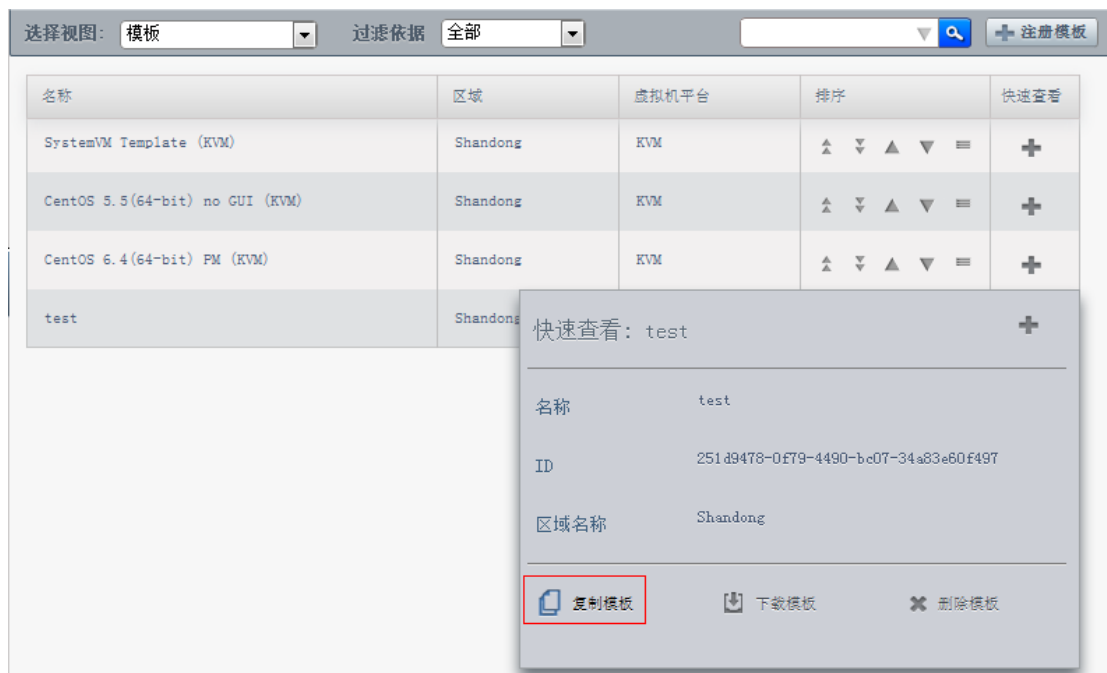 选择视图: 模板 过滤依据 全部 注册模板
名称 区域 虚拟机平台 排序 快速查看
SystemVM Template (KVM) Shandong KVM
CentOS 5.5(64-bit) no GUI (KVM) Shandong KVM
CentOS 6.4(64-bit) PM (KVM) Shandong KVM
test Shandong
快速查看: test
名称 test
ID 251d9478-0f79-4490-bc07-34a83e60f497
区域名称 Shandong
复制模板 下载模板 删除模板